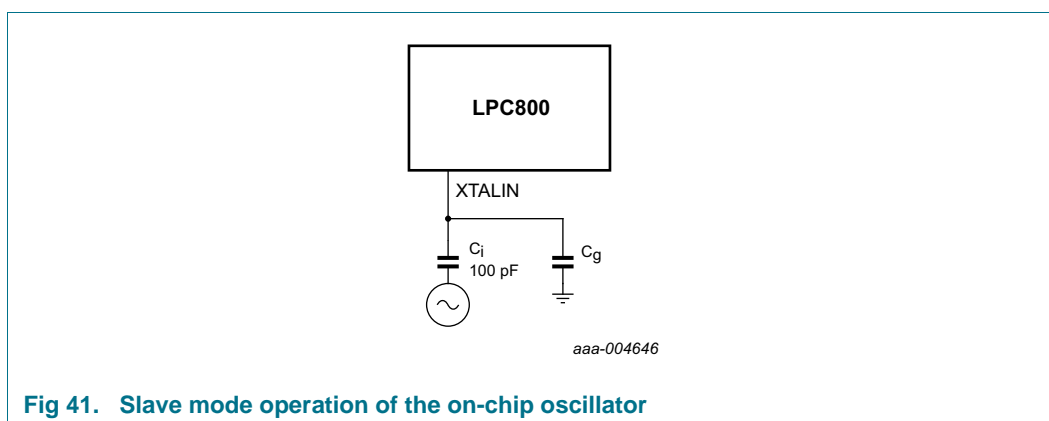 LPC800
XTALIN
Ci
100 pF
Cg
aaa-004646
Fig 41. Slave mode operation of the on-chip oscillator